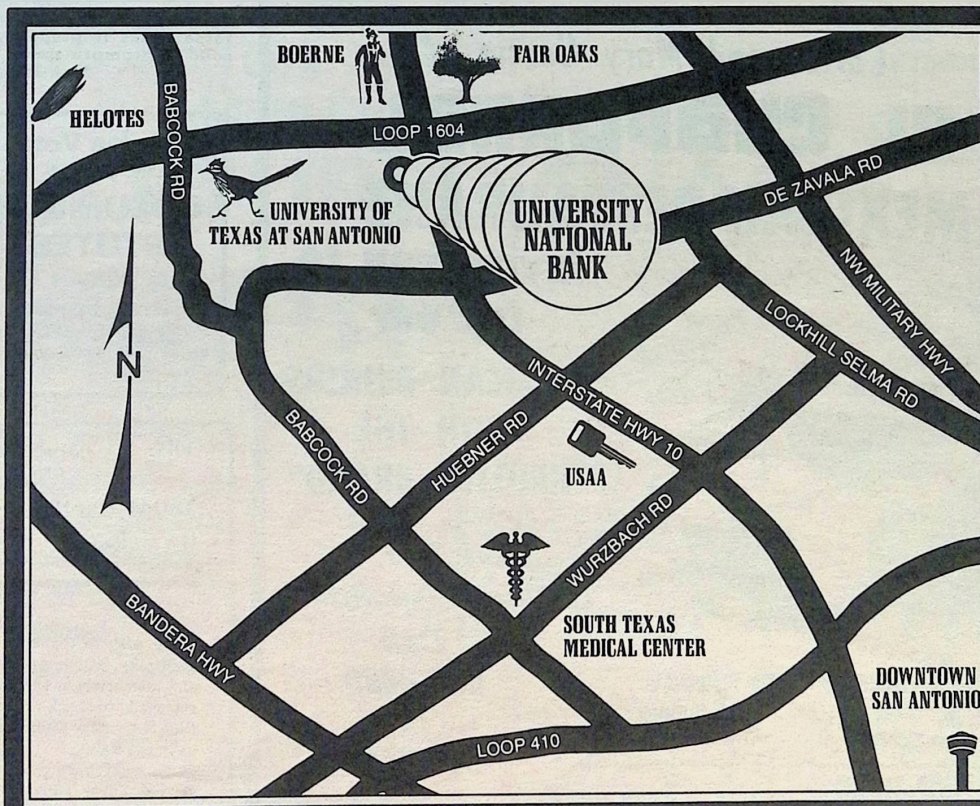 BOERNE
FAIR OAKS
HELOTES
BABCOCK RD
LOOP 1604
DE ZAVALA RD
UNIVERSITY OF
TEXAS AT SAN ANTONIO
UNIVERSITY
NATIONAL
BANK
NW MILITARY HWY
LOCKHILL SELMA RD
N
INTERSTATE HWY 10
BABCOCK RD
HUEBNER RD
USAA
WURZBACH RD
BANDERA HWY
SOUTH TEXAS
MEDICAL CENTER
DOWNTOWN
SAN ANTONIO
LOOP 410